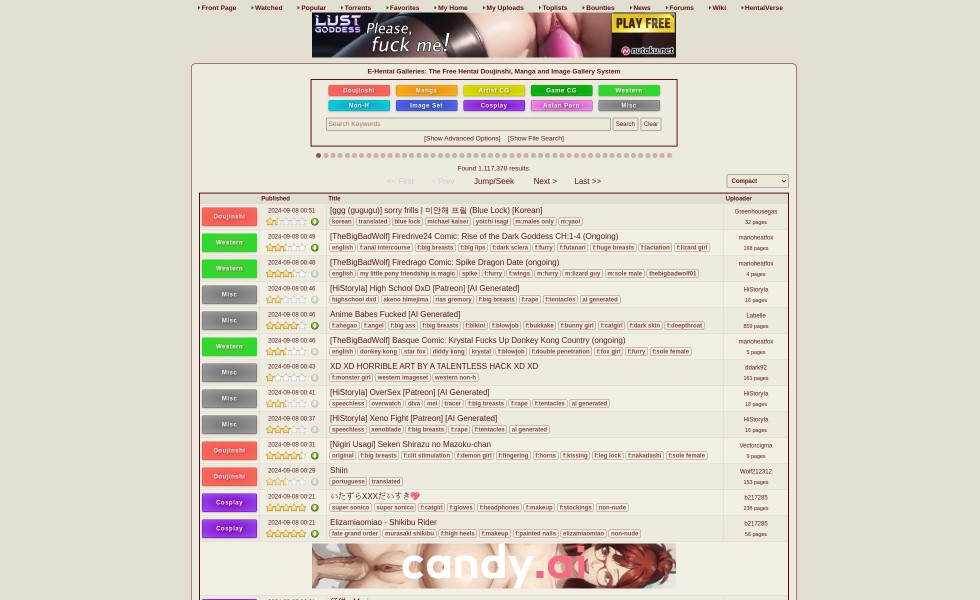 Front Page Watched Popular Torrents Favorites My Home My Uploads Toplists Bounties News Forums Wiki HentaiVerse
LUST GODDESS Please, fuck me! PLAY FREE nutaku.net
E-Hentai Galleries: The Free Hentai Doujinshi, Manga and Image Gallery System
Doujinshi Manga Artist CG Game CG Western
Non-H Image Set Cosplay Asian Porn Misc
Search Keywords Search Clear
[Show Advanced Options] [Show File Search]
Found 1,117,370 results.
<< First < Prev Jump/Seek Next > Last >> Compact
Published Title Uploader
Doujinshi 2024-09-08 00:51 [ggg (gugugu)] sorry frills | 미안해 프릴 (Blue Lock) [Korean] Greenhousegas
korean translated blue lock michael kaiser yoichi isagi m:males only m:yaoi 32 pages
Western 2024-09-08 00:49 [TheBigBadWolf] Firedrive24 Comic: Rise of the Dark Goddess CH:1-4 (Ongoing) marioheatfox
english f:anal intercourse f:big breasts f:big lips f:dark sclera f:furry f:futanari f:huge breasts f:lactation f:lizard girl 168 pages
Western 2024-09-08 00:48 [TheBigBadWolf] Firedrago Comic: Spike Dragon Date (ongoing) marioheatfox
english my little pony friendship is magic spike f:furry f:wings m:furry m:lizard guy m:sole male thebigbadwolf01 4 pages
Misc 2024-09-08 00:46 [HiStoryla] High School DxD [Patreon] [AI Generated] HiStoryla
highschool dxd akeno himejima rias gremory f:big breasts f:rape f:tentacles ai generated 16 pages
Misc 2024-09-08 00:46 Anime Babes Fucked [AI Generated] Labelle
f:ahegao f:angel f:big ass f:big breasts f:bikini f:blowjob f:bukkake f:bunny girl f:catgirl f:dark skin f:deepthroat 859 pages
Western 2024-09-08 00:46 [TheBigBadWolf] Basque Comic: Krystal Fucks Up Donkey Kong Country (ongoing) marioheatfox
english donkey kong star fox diddy kong krystal f:blowjob f:double penetration f:fox girl f:furry f:sole female 5 pages
Misc 2024-09-08 00:43 XD XD HORRIBLE ART BY A TALENTLESS HACK XD XD ddark92
f:monster girl western imageset western non-h 161 pages
Misc 2024-09-08 00:41 [HiStoryla] OverSex [Patreon] [AI Generated] HiStoryla
speechless overwatch diva mei tracer f:big breasts f:rape f:tentacles ai generated 18 pages
Misc 2024-09-08 00:37 [HiStoryla] Xeno Fight [Patreon] [AI Generated] HiStoryla
speechless xenoblade f:big breasts f:rape f:tentacles ai generated 16 pages
Doujinshi 2024-09-08 00:31 [Nigiri Usagi] Seken Shirazu no Mazoku-chan Vectorcigma
original f:big breasts f:clit stimulation f:demon girl f:fingering f:horns f:kissing f:leg lock f:nakadashi f:sole female 9 pages
Doujinshi 2024-09-08 00:29 Shiin Wolf212312
portuguese translated 153 pages
Cosplay 2024-09-08 00:21 いたずらXXXだいすき💖 b217285
super sonico super sonico f:catgirl f:gloves f:headphones f:makeup f:stockings non-nude 238 pages
Cosplay 2024-09-08 00:21 Elizamiaomiao - Shikibu Rider b217285
fate grand order murasaki shikibu f:high heels f:makeup f:painted nails elizamiaomiao non-nude 56 pages
candy.ai